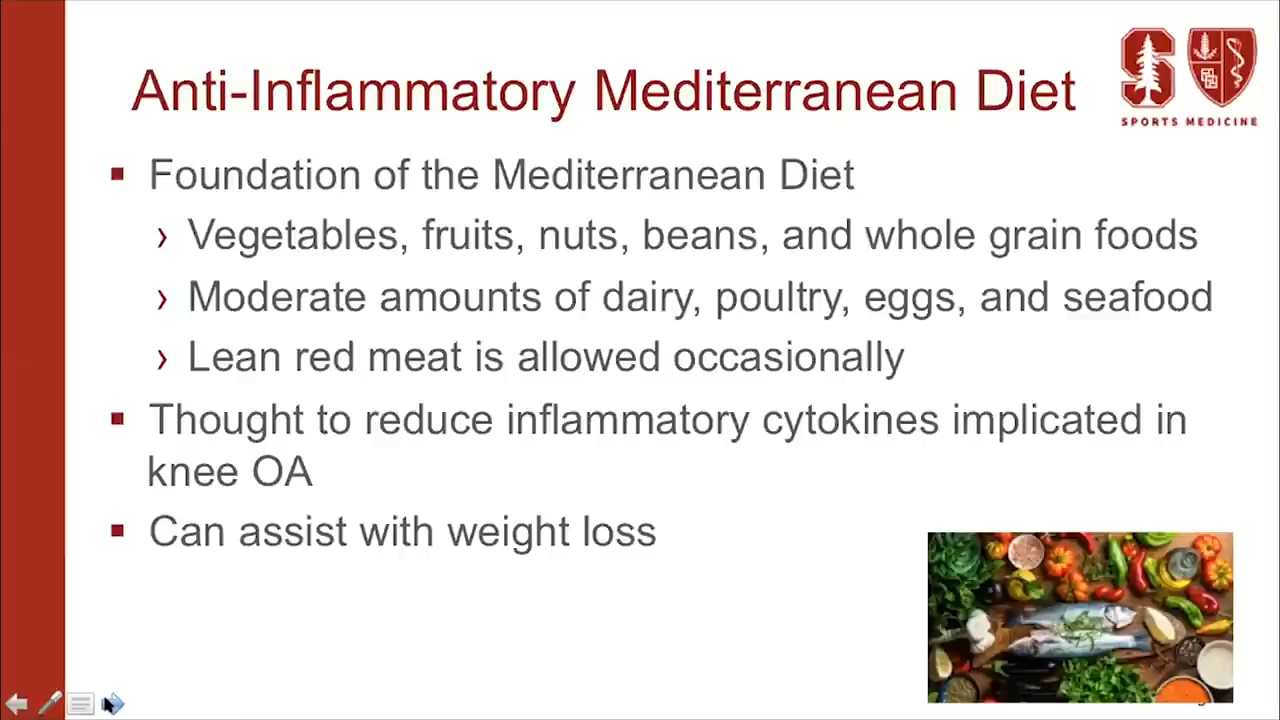 Anti-Inflammatory Mediterranean Diet
SPORTS MEDICINE
▪ Foundation of the Mediterranean Diet
› Vegetables, fruits, nuts, beans, and whole grain foods
› Moderate amounts of dairy, poultry, eggs, and seafood
› Lean red meat is allowed occasionally
▪ Thought to reduce inflammatory cytokines implicated in
knee OA
▪ Can assist with weight loss